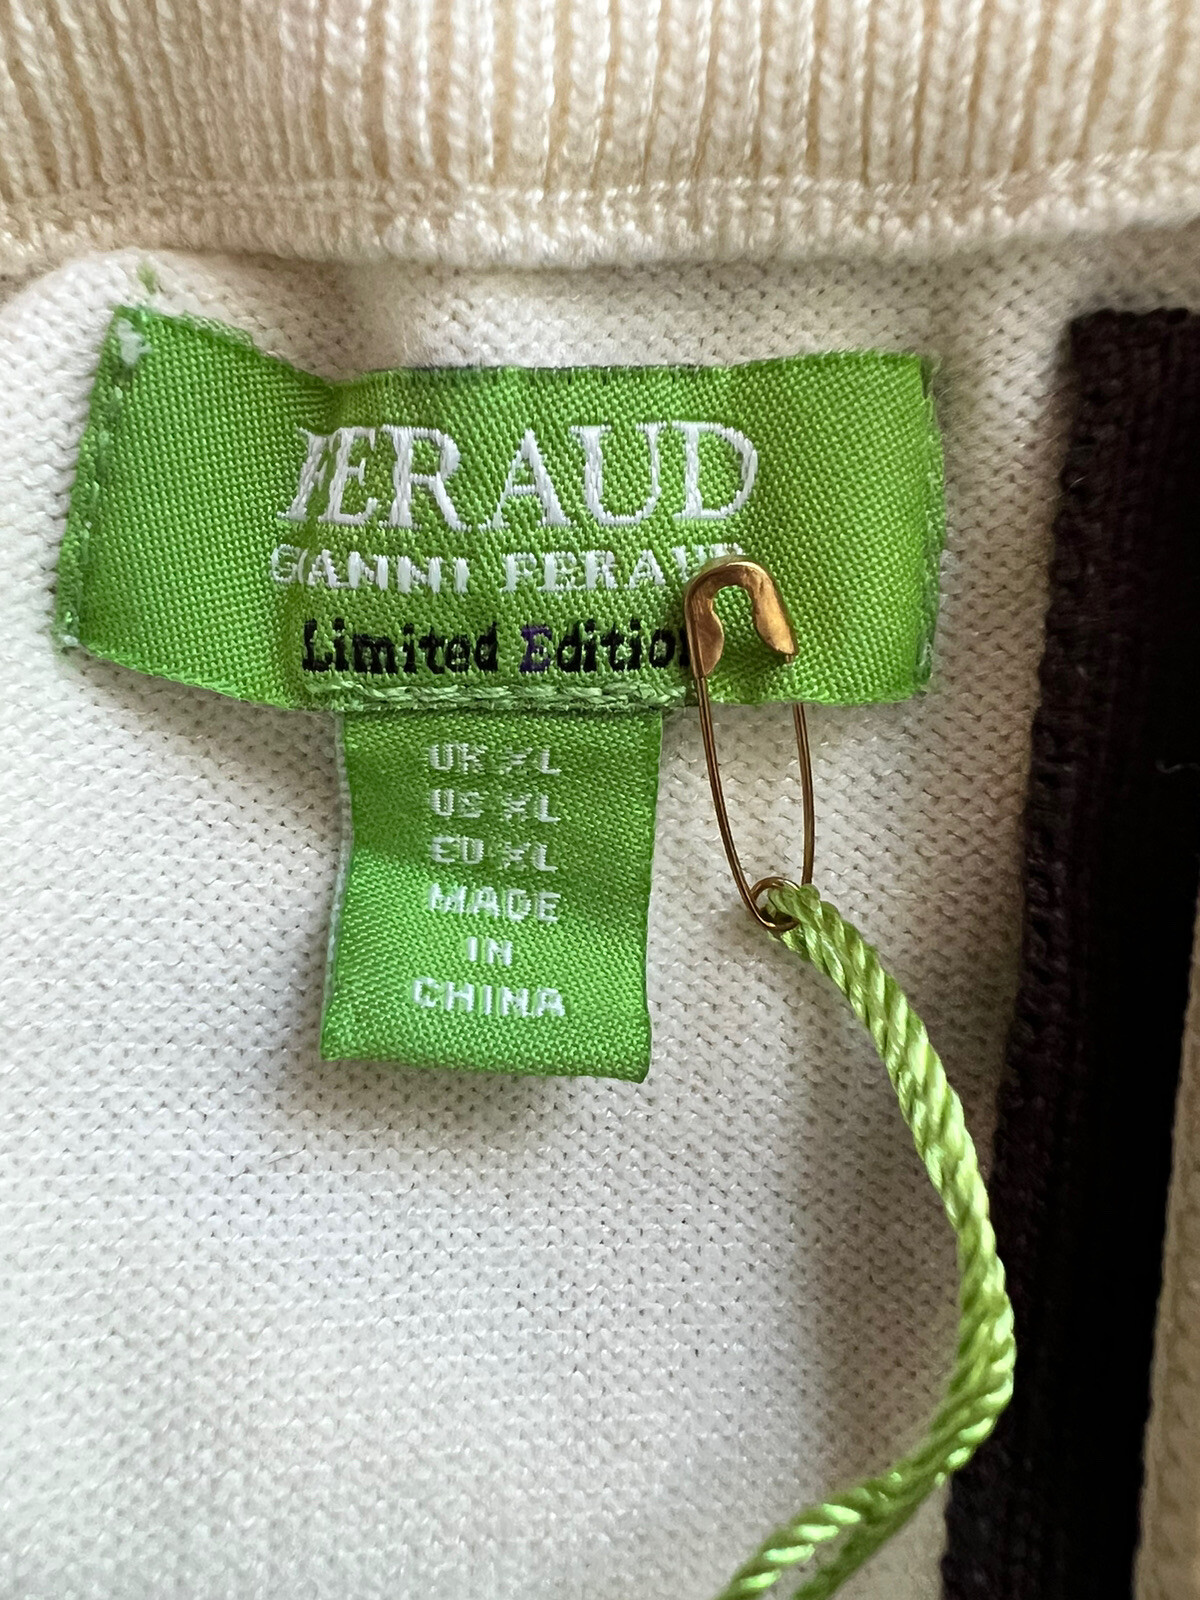 FERAUD
GIANNI FERAUD
Limited Edition
UK XL
US XL
EU XL
MADE
IN
CHINA